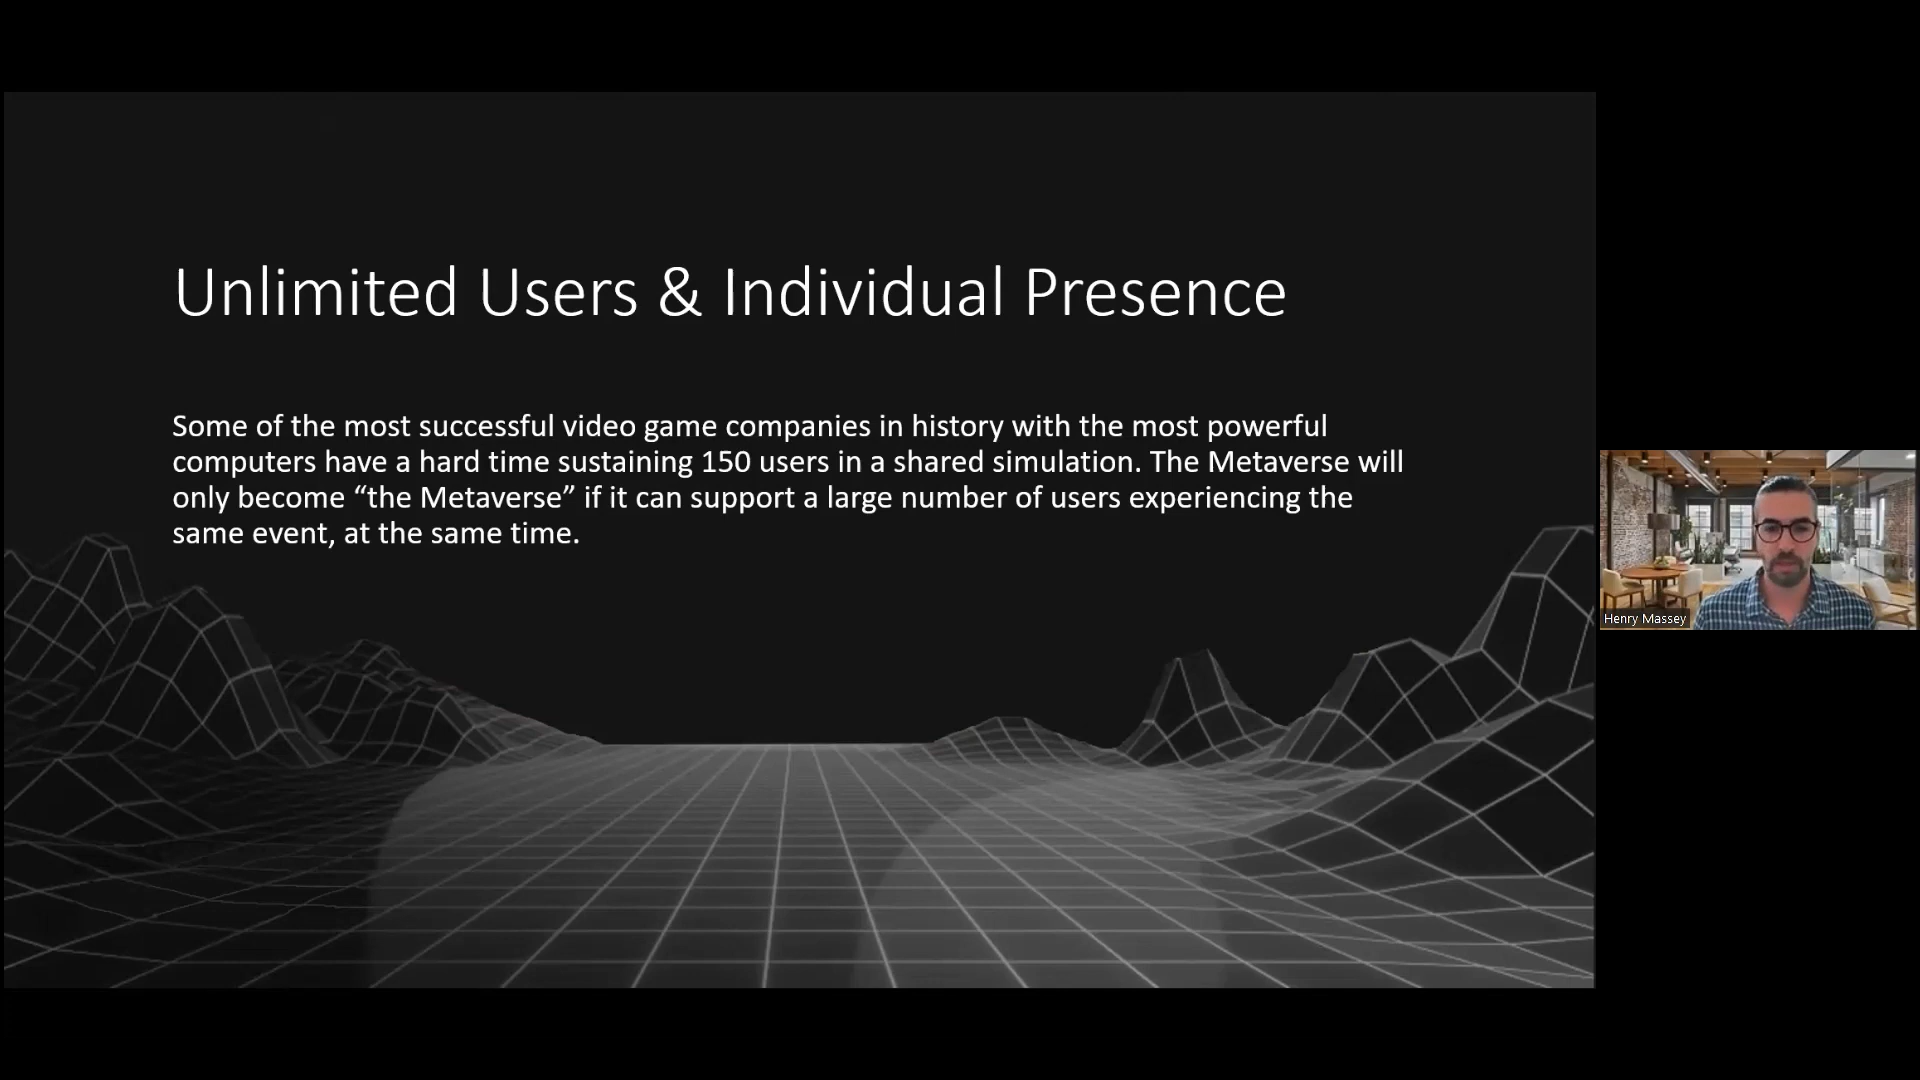 Unlimited Users & Individual Presence
Some of the most successful video game companies in history with the most powerful
computers have a hard time sustaining 150 users in a shared simulation. The Metaverse will
only become “the Metaverse” if it can support a large number of users experiencing the
same event, at the same time.
Henry Massey